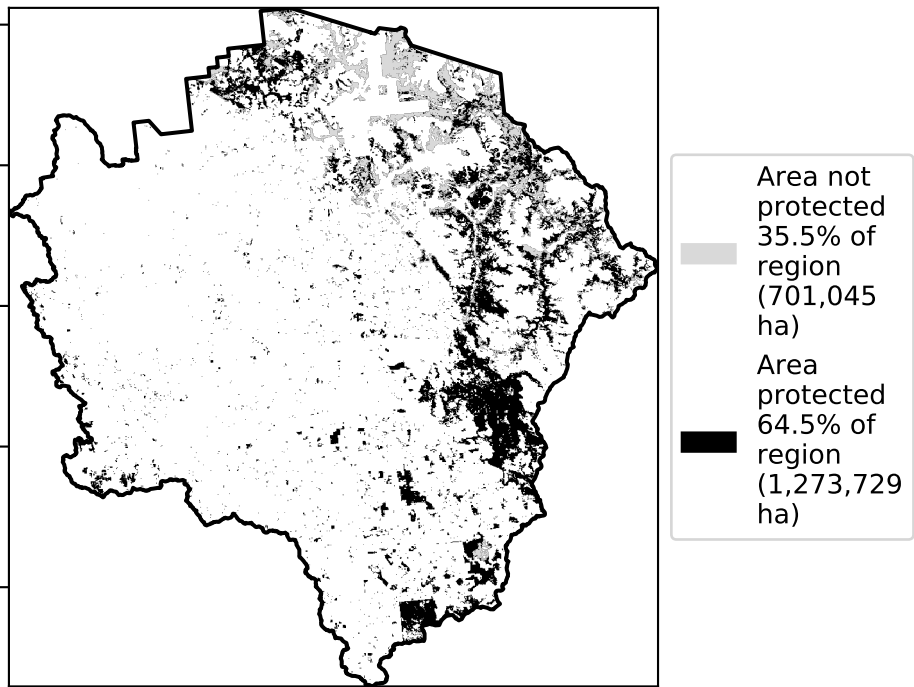 Area not
protected
35.5% of
region
(701,045
ha)
Area
protected
64.5% of
region
(1,273,729
ha)